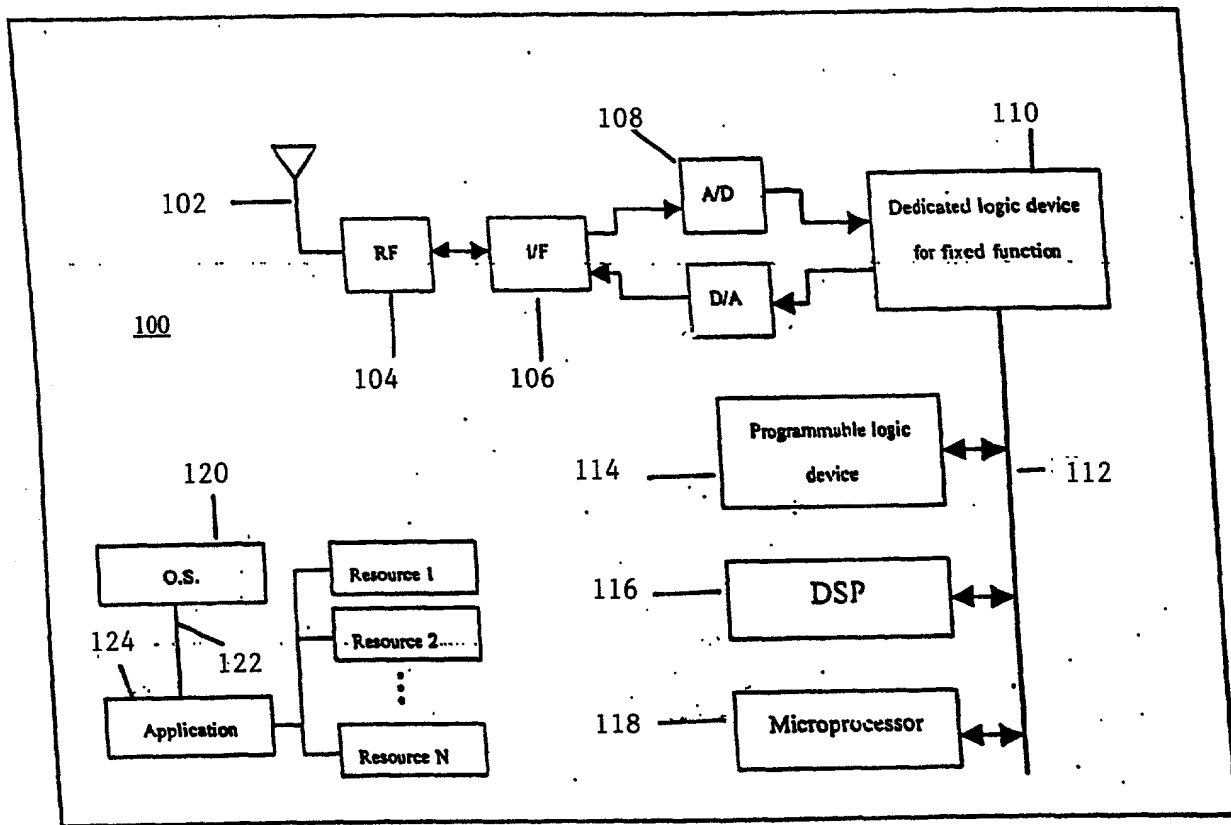 108
110
102
A/D
Dedicated logic device
for fixed function
RF
I/F
D/A
100
104
106
Programmable logic
device
114
112
120
O.S.
Resource 1
116
DSP
124
122
Resource 2
Application
Resource N
118
Microprocessor